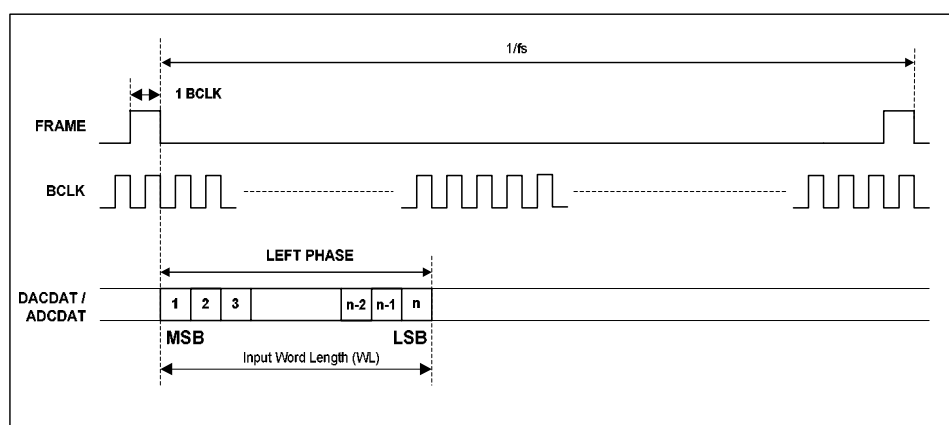 1/fs
1 BCLK
FRAME
BCLK
LEFT PHASE
DACDAT /
ADCDAT
1 2 3 n-2 n-1 n
MSB LSB
Input Word Length (WL)